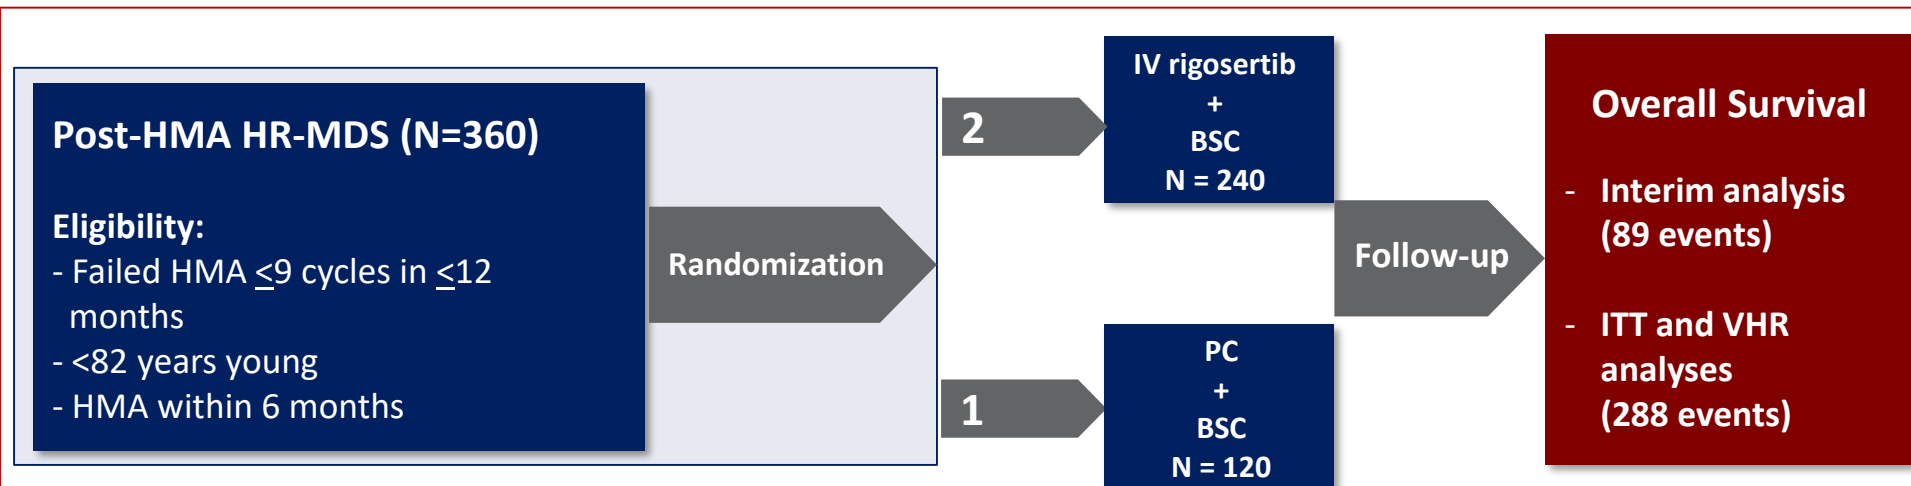 Post-HMA HR-MDS (N=360)
Eligibility:
- Failed HMA <9 cycles in <12
months
- <82 years young
- HMA within 6 months
Randomization
2
IV rigosertib
+
BSC
N = 240
1
PC
+
BSC
N = 120
Follow-up
Overall Survival
- Interim analysis
(89 events)
- ITT and VHR
analyses
(288 events)